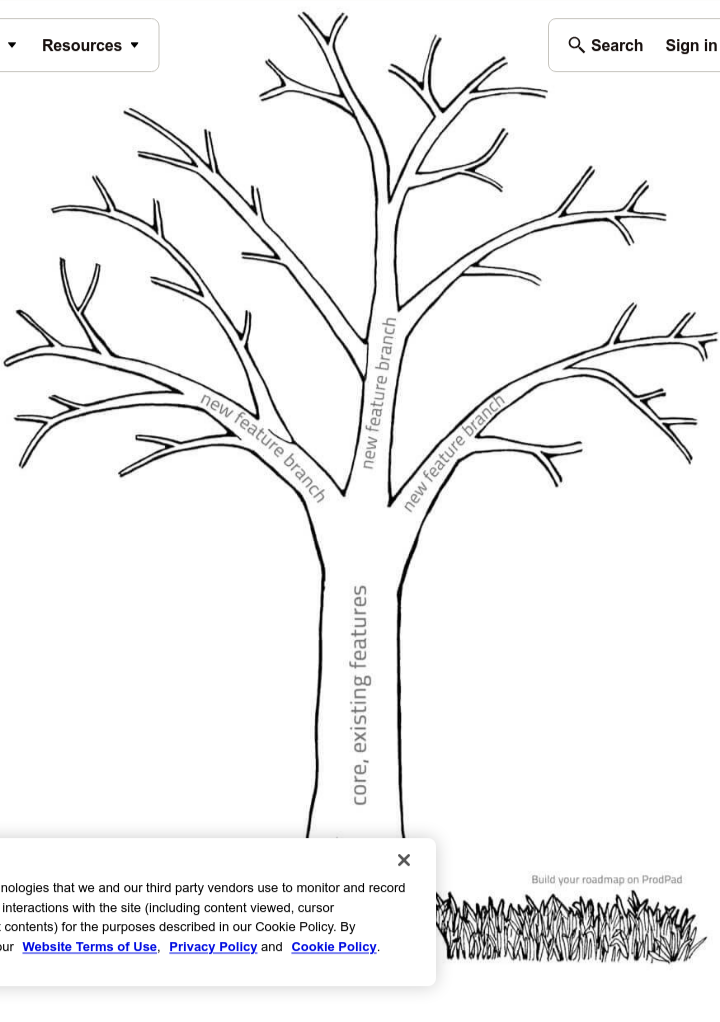 Resources
Search
Sign in
new feature branch
new feature branch
new feature branch
core, existing features
nologies that we and our third party vendors use to monitor and record
interactions with the site (including content viewed, cursor
contents) for the purposes described in our Cookie Policy. By
our Website Terms of Use, Privacy Policy and Cookie Policy.
Build your roadmap on ProdPad